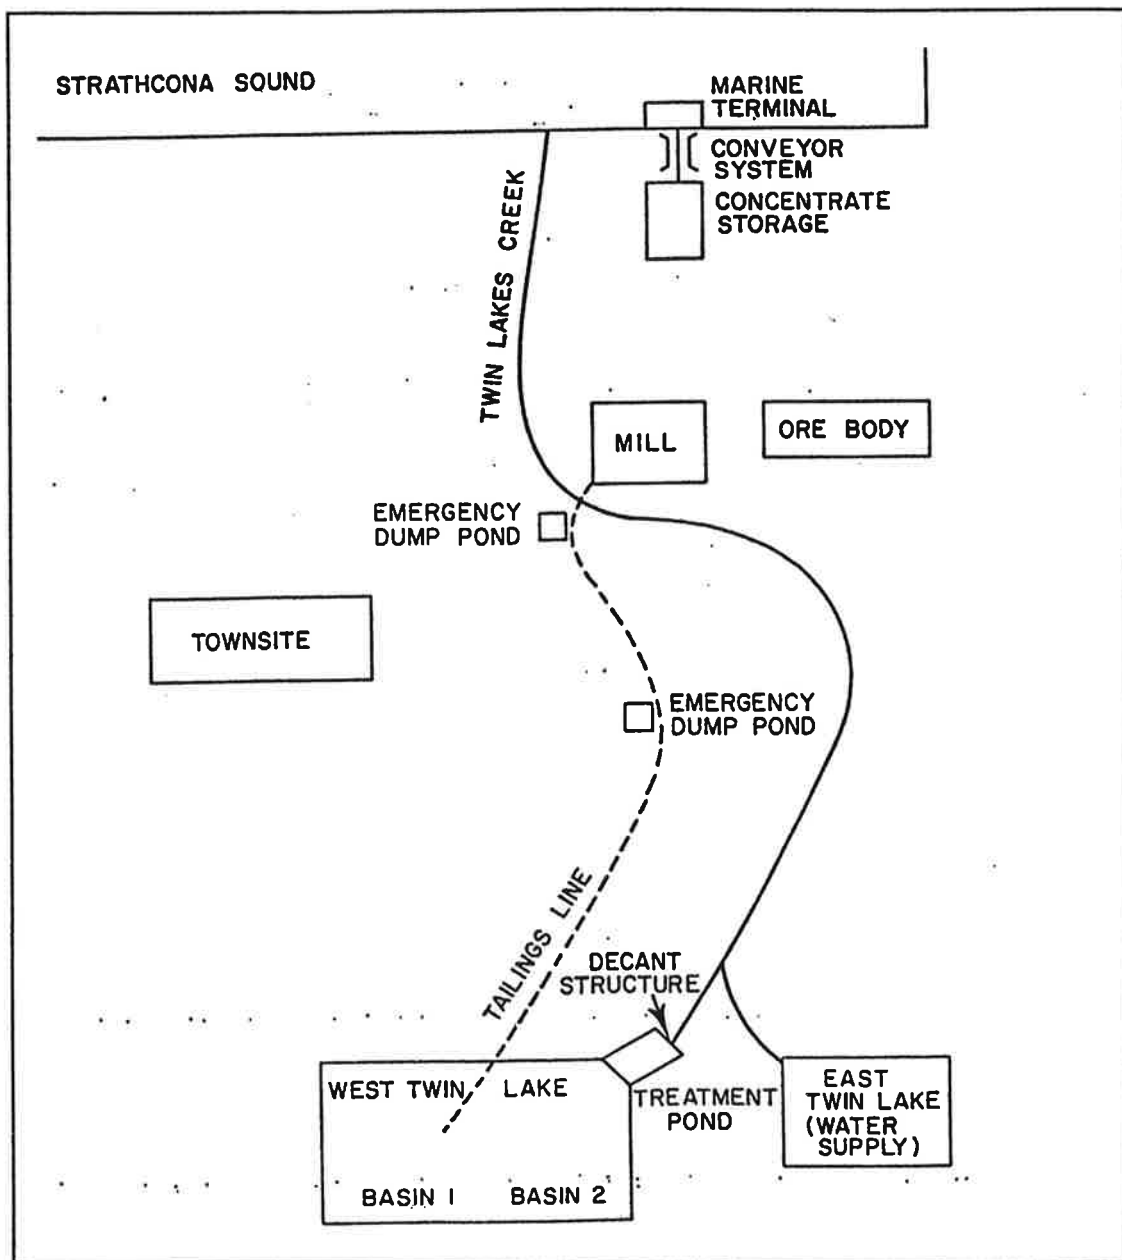 STRATHCONA SOUND
MARINE
TERMINAL
CONVEYOR
SYSTEM
CONCENTRATE
STORAGE
TWIN LAKES CREEK
MILL
ORE BODY
EMERGENCY
DUMP POND
TOWNSITE
EMERGENCY
DUMP POND
TAILINGS LINE
DECANT
STRUCTURE
WEST TWIN LAKE
TREATMENT
POND
EAST
TWIN LAKE
(WATER
SUPPLY)
BASIN 1 BASIN 2